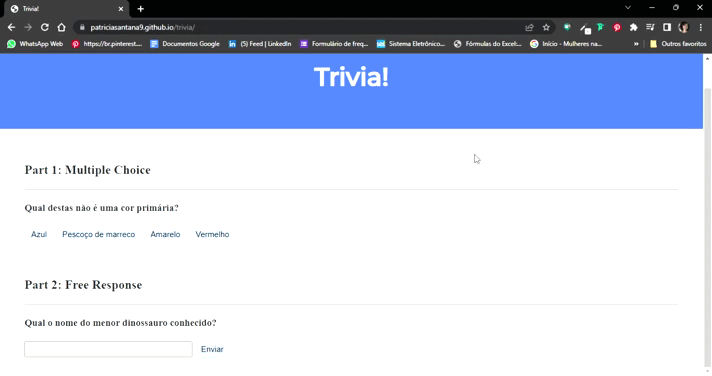 Trivia!
patriciasantana9.github.io/trivia/
WhatsApp Web
https://br.pinterest....
Documentos Google
(5) Feed | LinkedIn
Formulário de freq...
Sistema Eletrônico...
Fórmulas do Excel:...
Início - Mulheres na...
»
Outros favoritos
Trivia!
Part 1: Multiple Choice
Qual destas não é uma cor primária?
Azul Pescoço de marreco Amarelo Vermelho
Part 2: Free Response
Qual o nome do menor dinossauro conhecido?
Enviar